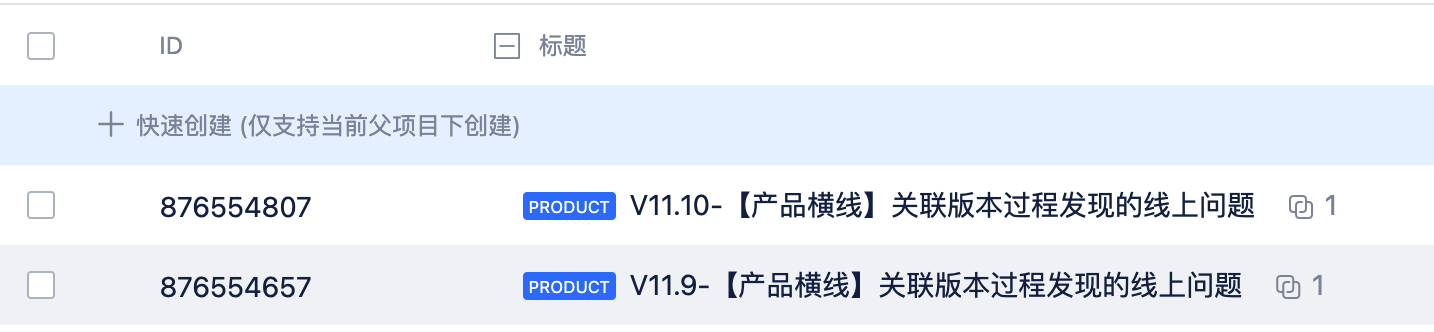 ID 标题
快速创建 (仅支持当前父项目下创建)
876554807 PRODUCT V11.10-【产品横线】关联版本过程发现的线上问题 1
876554657 PRODUCT V11.9-【产品横线】关联版本过程发现的线上问题 1